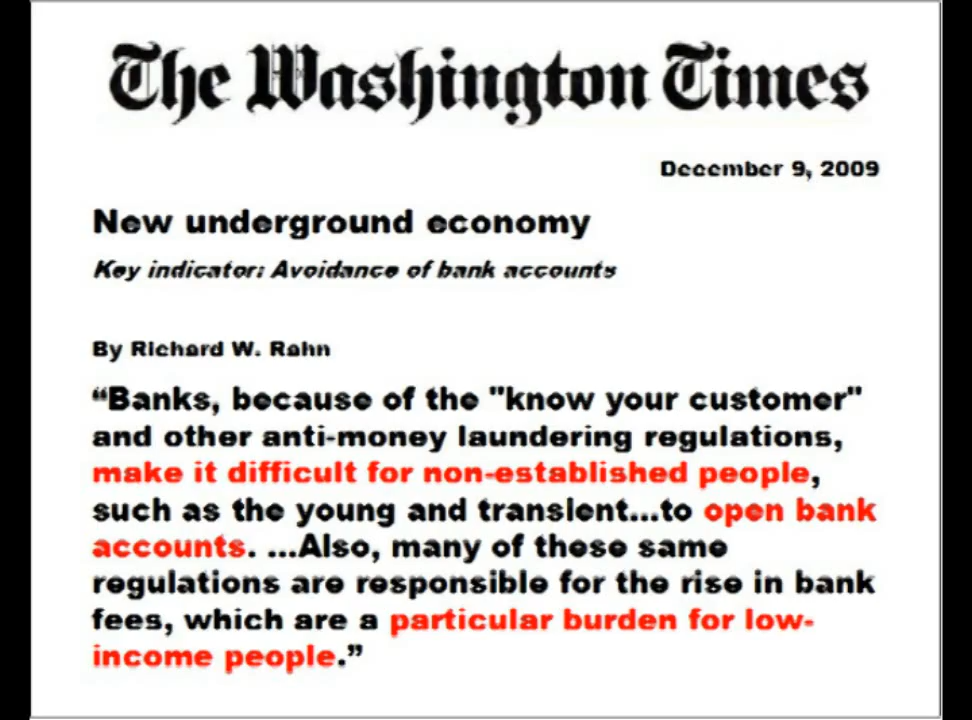 The Washington Times
December 9, 2009
New underground economy
Key indicator: Avoidance of bank accounts
By Richard W. Rahn
“Banks, because of the "know your customer"
and other anti-money laundering regulations,
make it difficult for non-established people,
such as the young and transient...to open bank
accounts. ...Also, many of these same
regulations are responsible for the rise in bank
fees, which are a particular burden for low-
income people.”